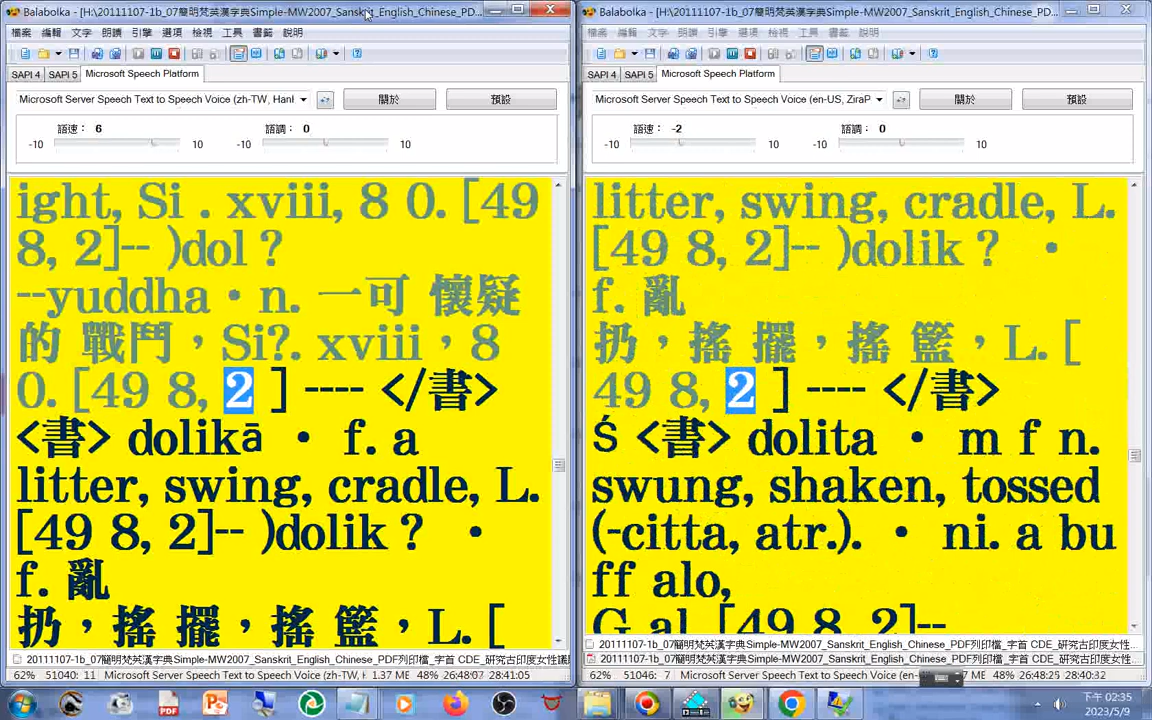 Balabolka - [H:\20111107-1b_07簡明梵英漢字典Simple-MW2007_Sanskrit_English_Chinese_PD...
檔案 編輯 文字 朗讀 引擎 選項 檢視 工具 書籤 說明
SAPI 4 SAPI 5 Microsoft Speech Platform
Microsoft Server Speech Text to Speech Voice (zh-TW, Hanl
關於
預設
語速： 6
語調： 0
-10 10 -10 10
ight, Si . xviii, 8 0. [49
8, 2]-- )dol ?
--yuddha • n. 一可 懷疑
的 戰鬥，Si?. xviii，8
0. [49 8, 2 ] ---- </書>
<書> dolikā • f. a
litter, swing, cradle, L.
[49 8, 2]-- )dolik ? •
f. 亂
扔，搖 擺，搖 籃，L. [
20111107-1b_07簡明梵英漢字典Simple-MW2007_Sanskrit_English_Chinese_PDF列印檔_字首 CDE_研究古印度女性議
62% 51040: 11 Microsoft Server Speech Text to Speech Voice (zh-TW, H 1.37 MB 48% 26:48:07 28:41:05
Balabolka - [H:\20111107-1b_07簡明梵英漢字典Simple-MW2007_Sanskrit_English_Chinese_PD...
檔案 編輯 文字 朗讀 引擎 選項 檢視 工具 書籤 說明
SAPI 4 SAPI 5 Microsoft Speech Platform
Microsoft Server Speech Text to Speech Voice (en-US, ZiraP
關於
預設
語速： -2
語調： 0
-10 10 -10 10
litter, swing, cradle, L.
[49 8, 2]-- )dolik ? •
f. 亂
扔，搖 擺，搖 籃，L. [
49 8, 2 ] ---- </書>
Ś <書> dolita • m f n.
swung, shaken, tossed
(-citta, atr.). • ni. a bu
ff alo,
G al. [49 8, 2]--
20111107-1b_07簡明梵英漢字典Simple-MW2007_Sanskrit_English_Chinese_PDF列印檔_字首 CDE_研究古印度女性...
20111107-1b_07簡明梵英漢字典Simple-MW2007_Sanskrit_English_Chinese_PDF列印檔_字首 CDE_研究古印度女性...
62% 51046: 7 Microsoft Server Speech Text to Speech Voice MB 48% 26:48:25 28:40:32
下午 02:35
2023/5/9